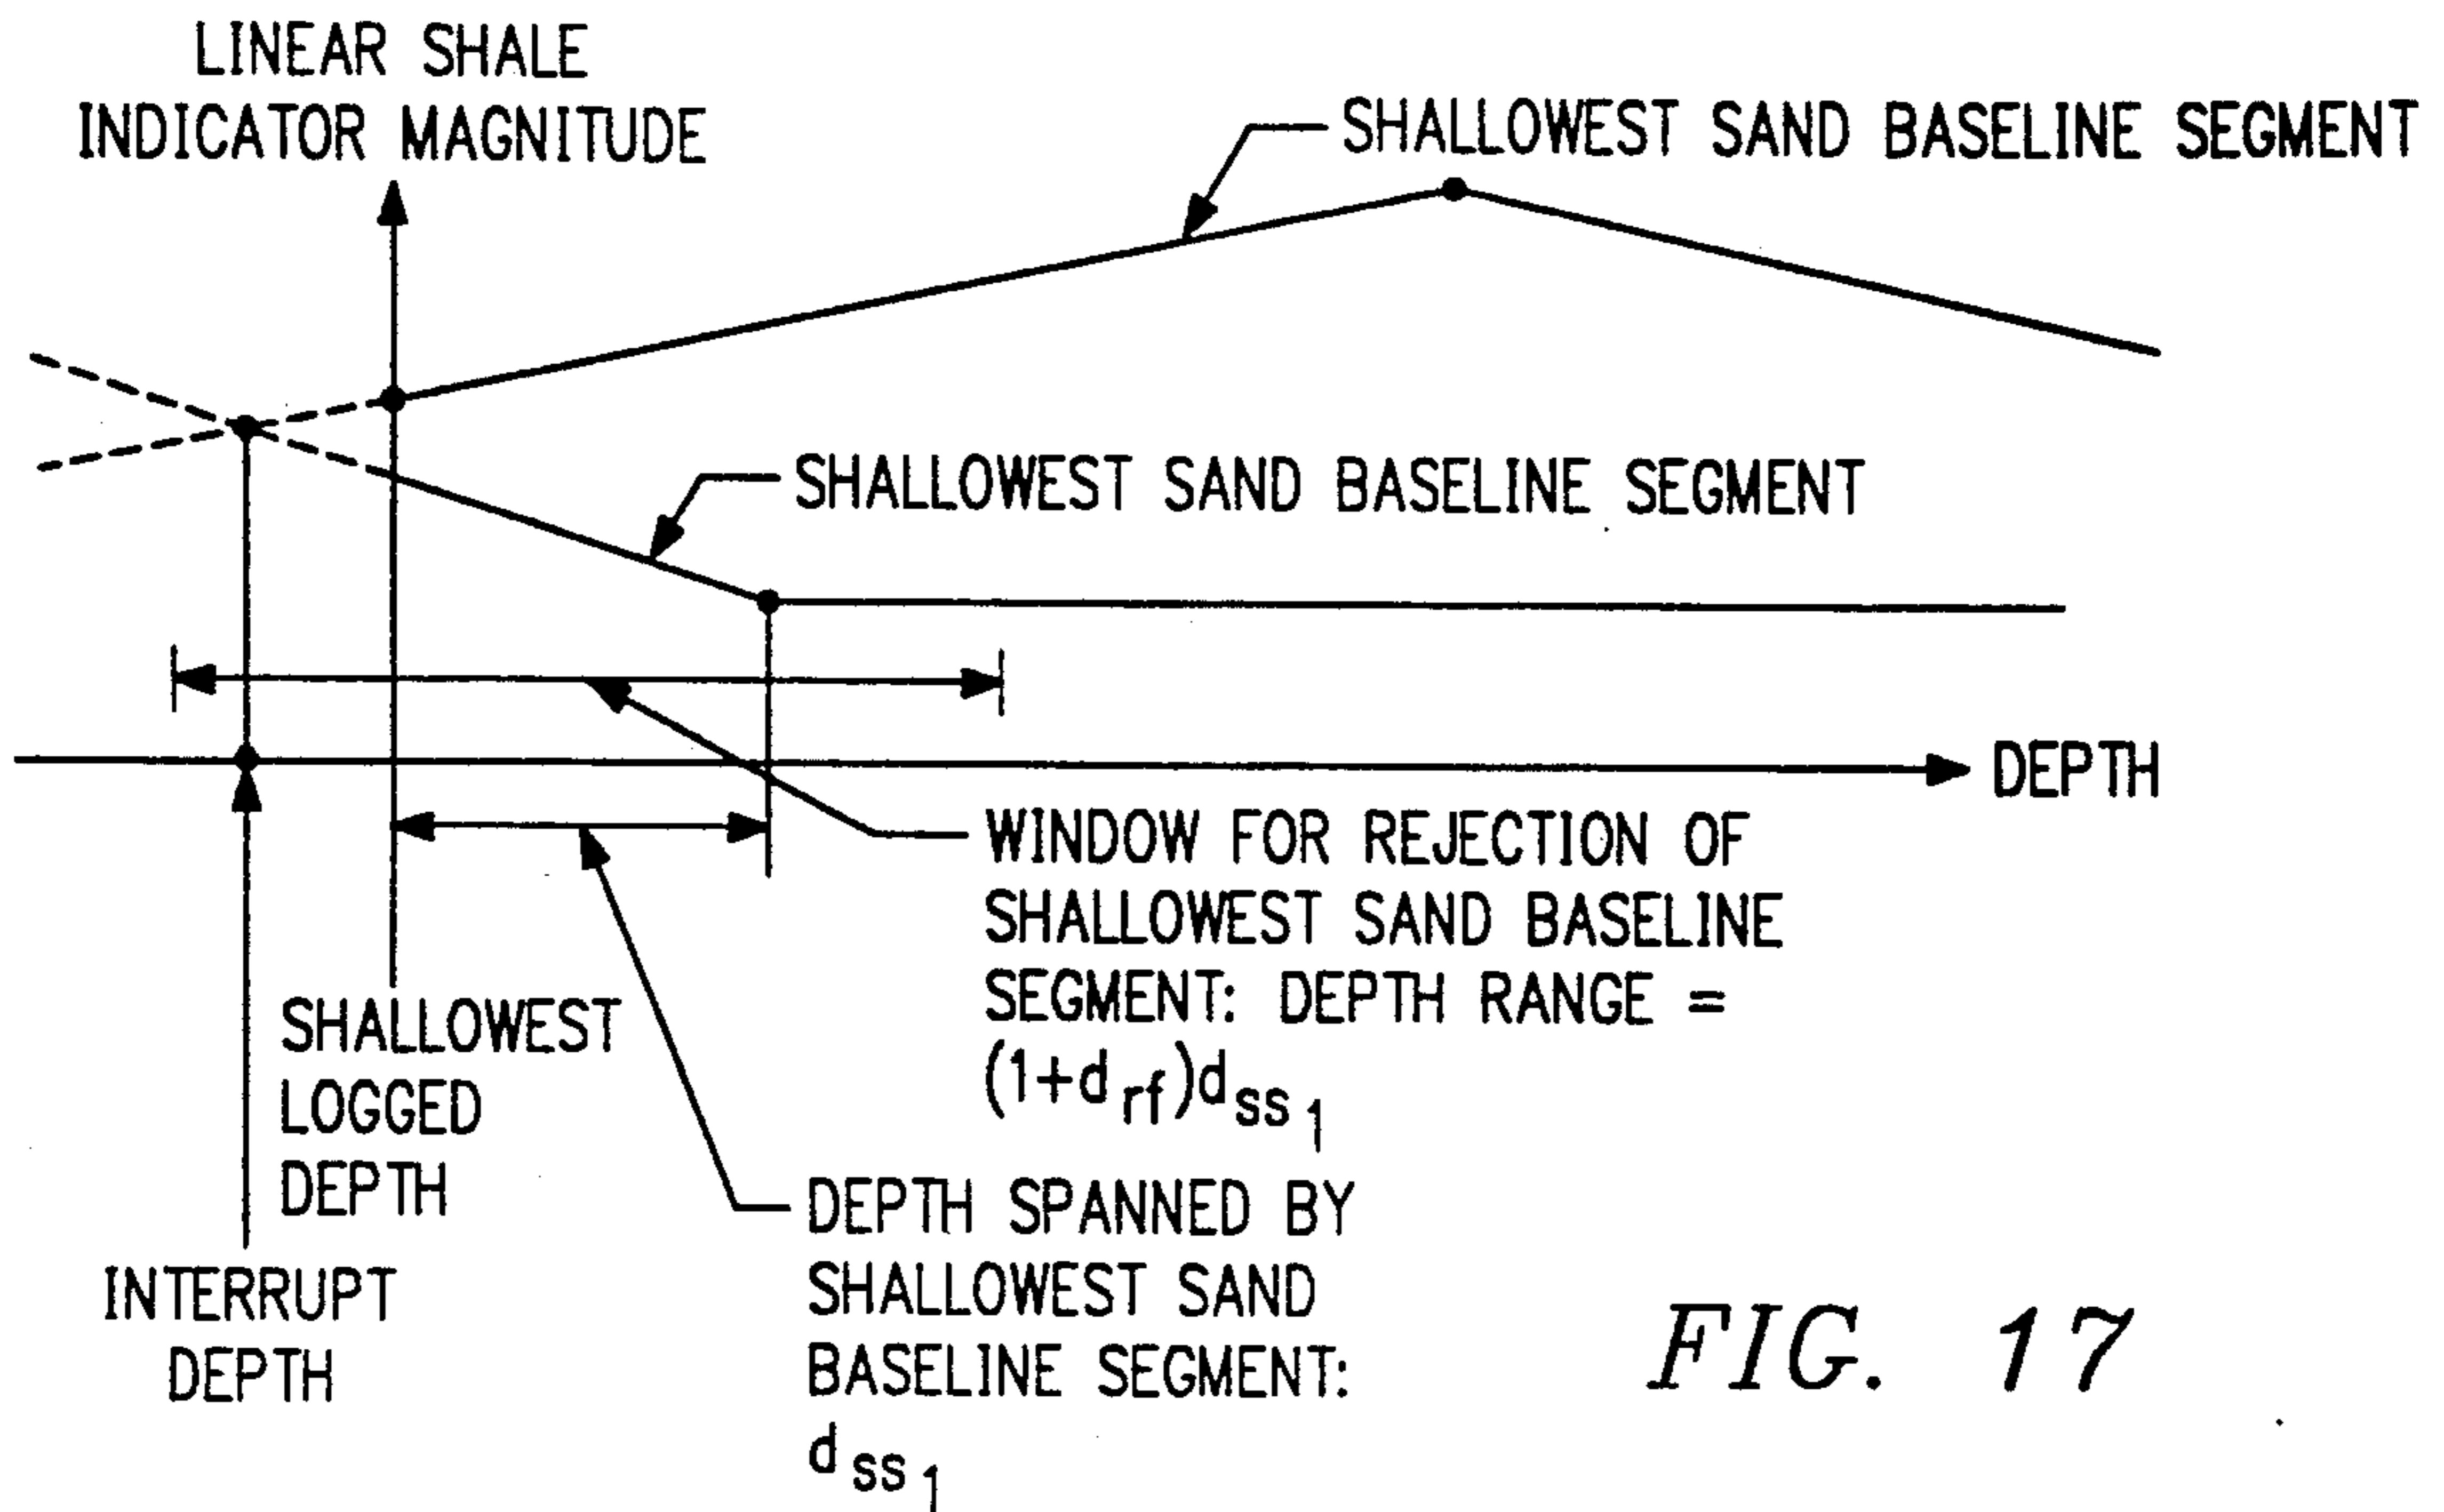 LINEAR SHALE
INDICATOR MAGNITUDE
SHALLOWEST SAND BASELINE SEGMENT
SHALLOWEST SAND BASELINE SEGMENT
DEPTH
WINDOW FOR REJECTION OF
SHALLOWEST SAND BASELINE
SEGMENT: DEPTH RANGE =
(1+d rf)d ss 1
SHALLOWEST
LOGGED
DEPTH
DEPTH SPANNED BY
SHALLOWEST SAND
BASELINE SEGMENT:
d ss 1
INTERRUPT
DEPTH
FIG. 17